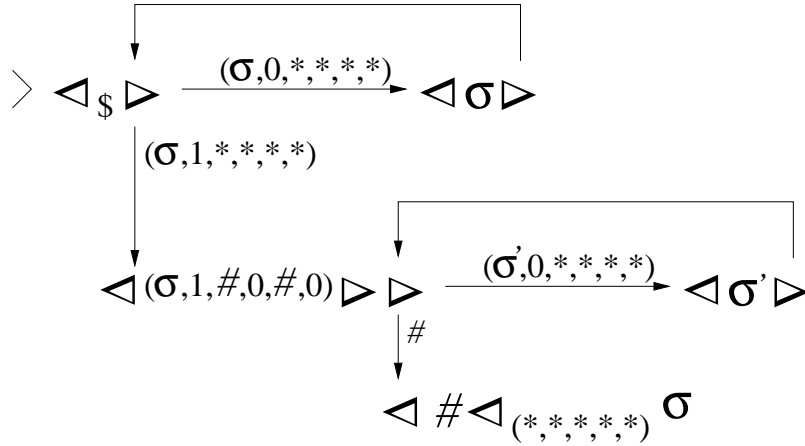 > ◁ $ ▷ (σ,0,*,*,*,*) ◁ σ ▷
(σ,1,*,*,*,*)
◁ (σ,1,#,0,#,0) ▷ ▷ (σ',0,*,*,*,*) ◁ σ' ▷
#
◁ # ◁ (*,*,*,*,*) σ